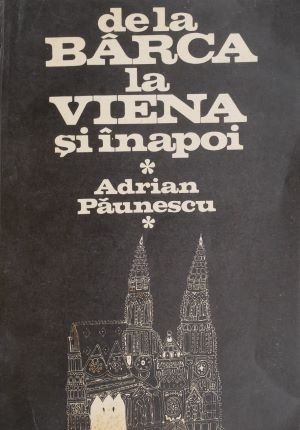 de la
BÂRCA
la
VIENA
și înapoi
*
Adrian
Păunescu
*